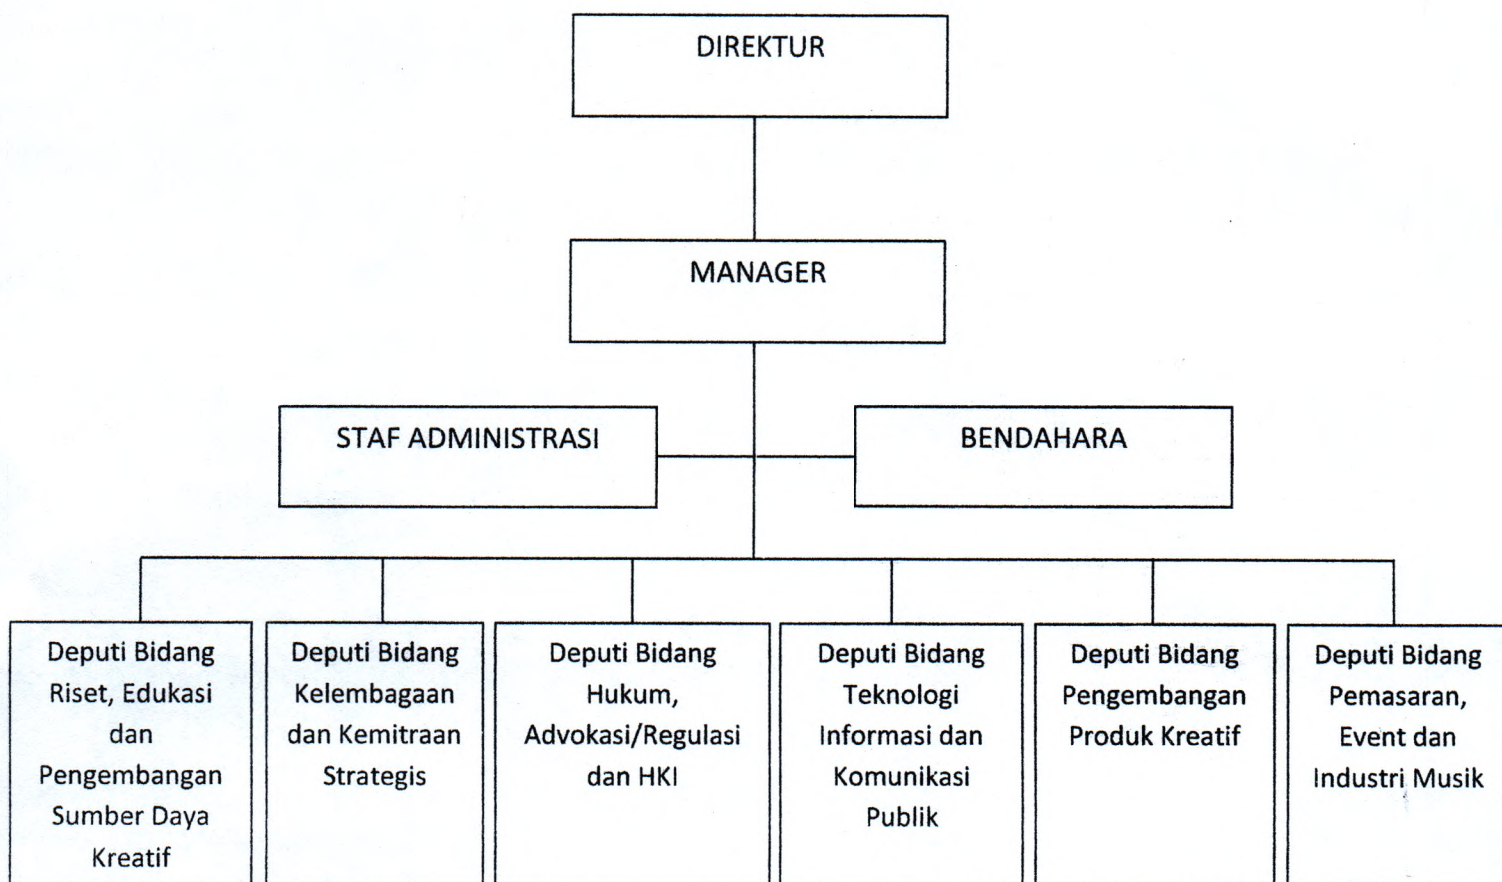 DIREKTUR
MANAGER
STAF ADMINISTRASI
BENDAHARA
Deputi Bidang
Riset, Edukasi
dan
Pengembangan
Sumber Daya
Kreatif
Deputi Bidang
Kelembagaan
dan Kemitraan
Strategis
Deputi Bidang
Hukum,
Advokasi/Regulasi
dan HKI
Deputi Bidang
Teknologi
Informasi dan
Komunikasi
Publik
Deputi Bidang
Pengembangan
Produk Kreatif
Deputi Bidang
Pemasaran,
Event dan
Industri Musik